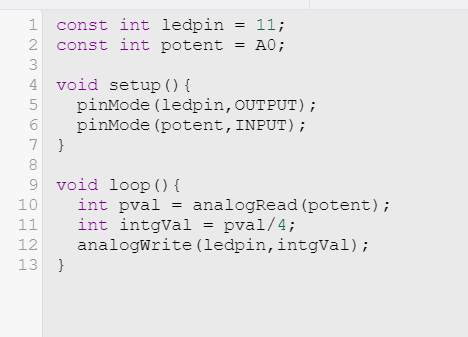 1 const int ledpin = 11;
2 const int potent = A0;
3
4 void setup(){
5   pinMode(ledpin,OUTPUT);
6   pinMode(potent,INPUT);
7 }
8
9 void loop(){
10   int pval = analogRead(potent);
11   int intgVal = pval/4;
12   analogWrite(ledpin,intgVal);
13 }